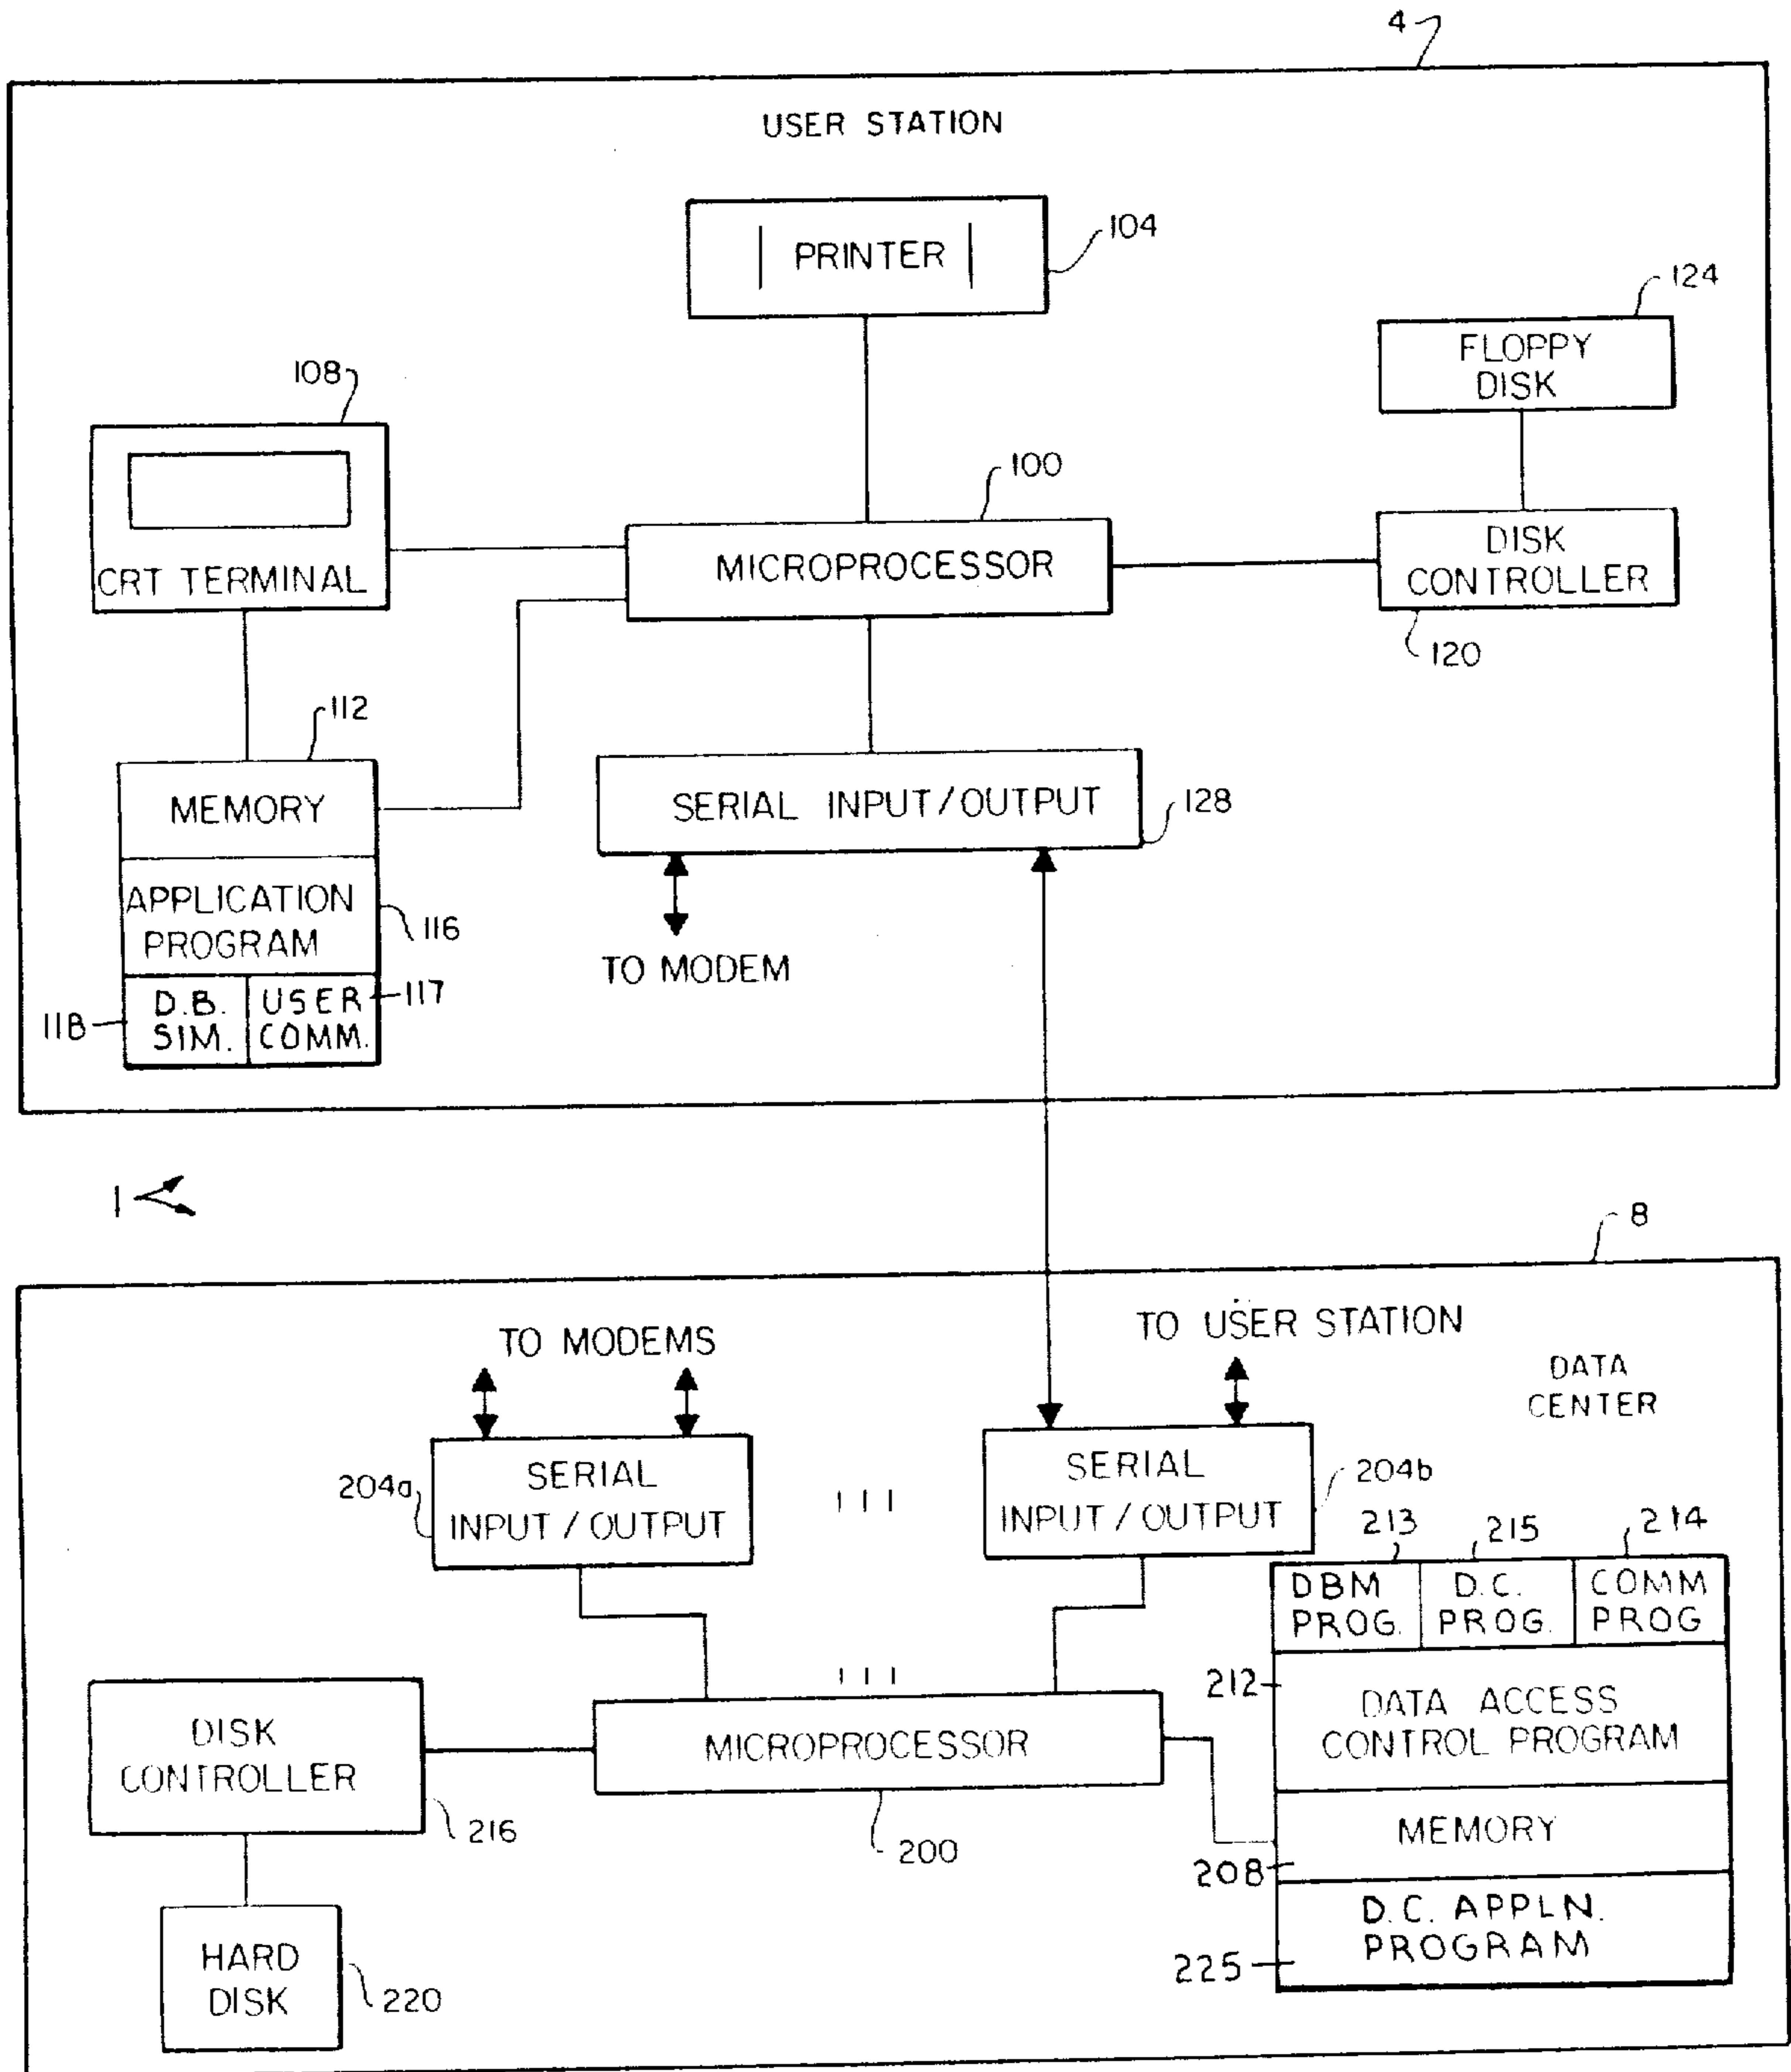 4
USER STATION
PRINTER
104
124
FLOPPY
DISK
108
CRT TERMINAL
100
MICROPROCESSOR
DISK
CONTROLLER
120
112
MEMORY
APPLICATION
PROGRAM
116
118
D.B.
SIM.
USER
COMM.
117
SERIAL INPUT/OUTPUT
128
TO MODEM
1
8
TO MODEMS
TO USER STATION
DATA
CENTER
204a
SERIAL
INPUT/OUTPUT
SERIAL
INPUT/OUTPUT
204b
213
215
214
DBM
PROG.
D.C.
PROG.
COMM
PROG
212
DATA ACCESS
CONTROL PROGRAM
DISK
CONTROLLER
216
MICROPROCESSOR
200
MEMORY
208
D.C. APPLN.
PROGRAM
225
HARD
DISK
220